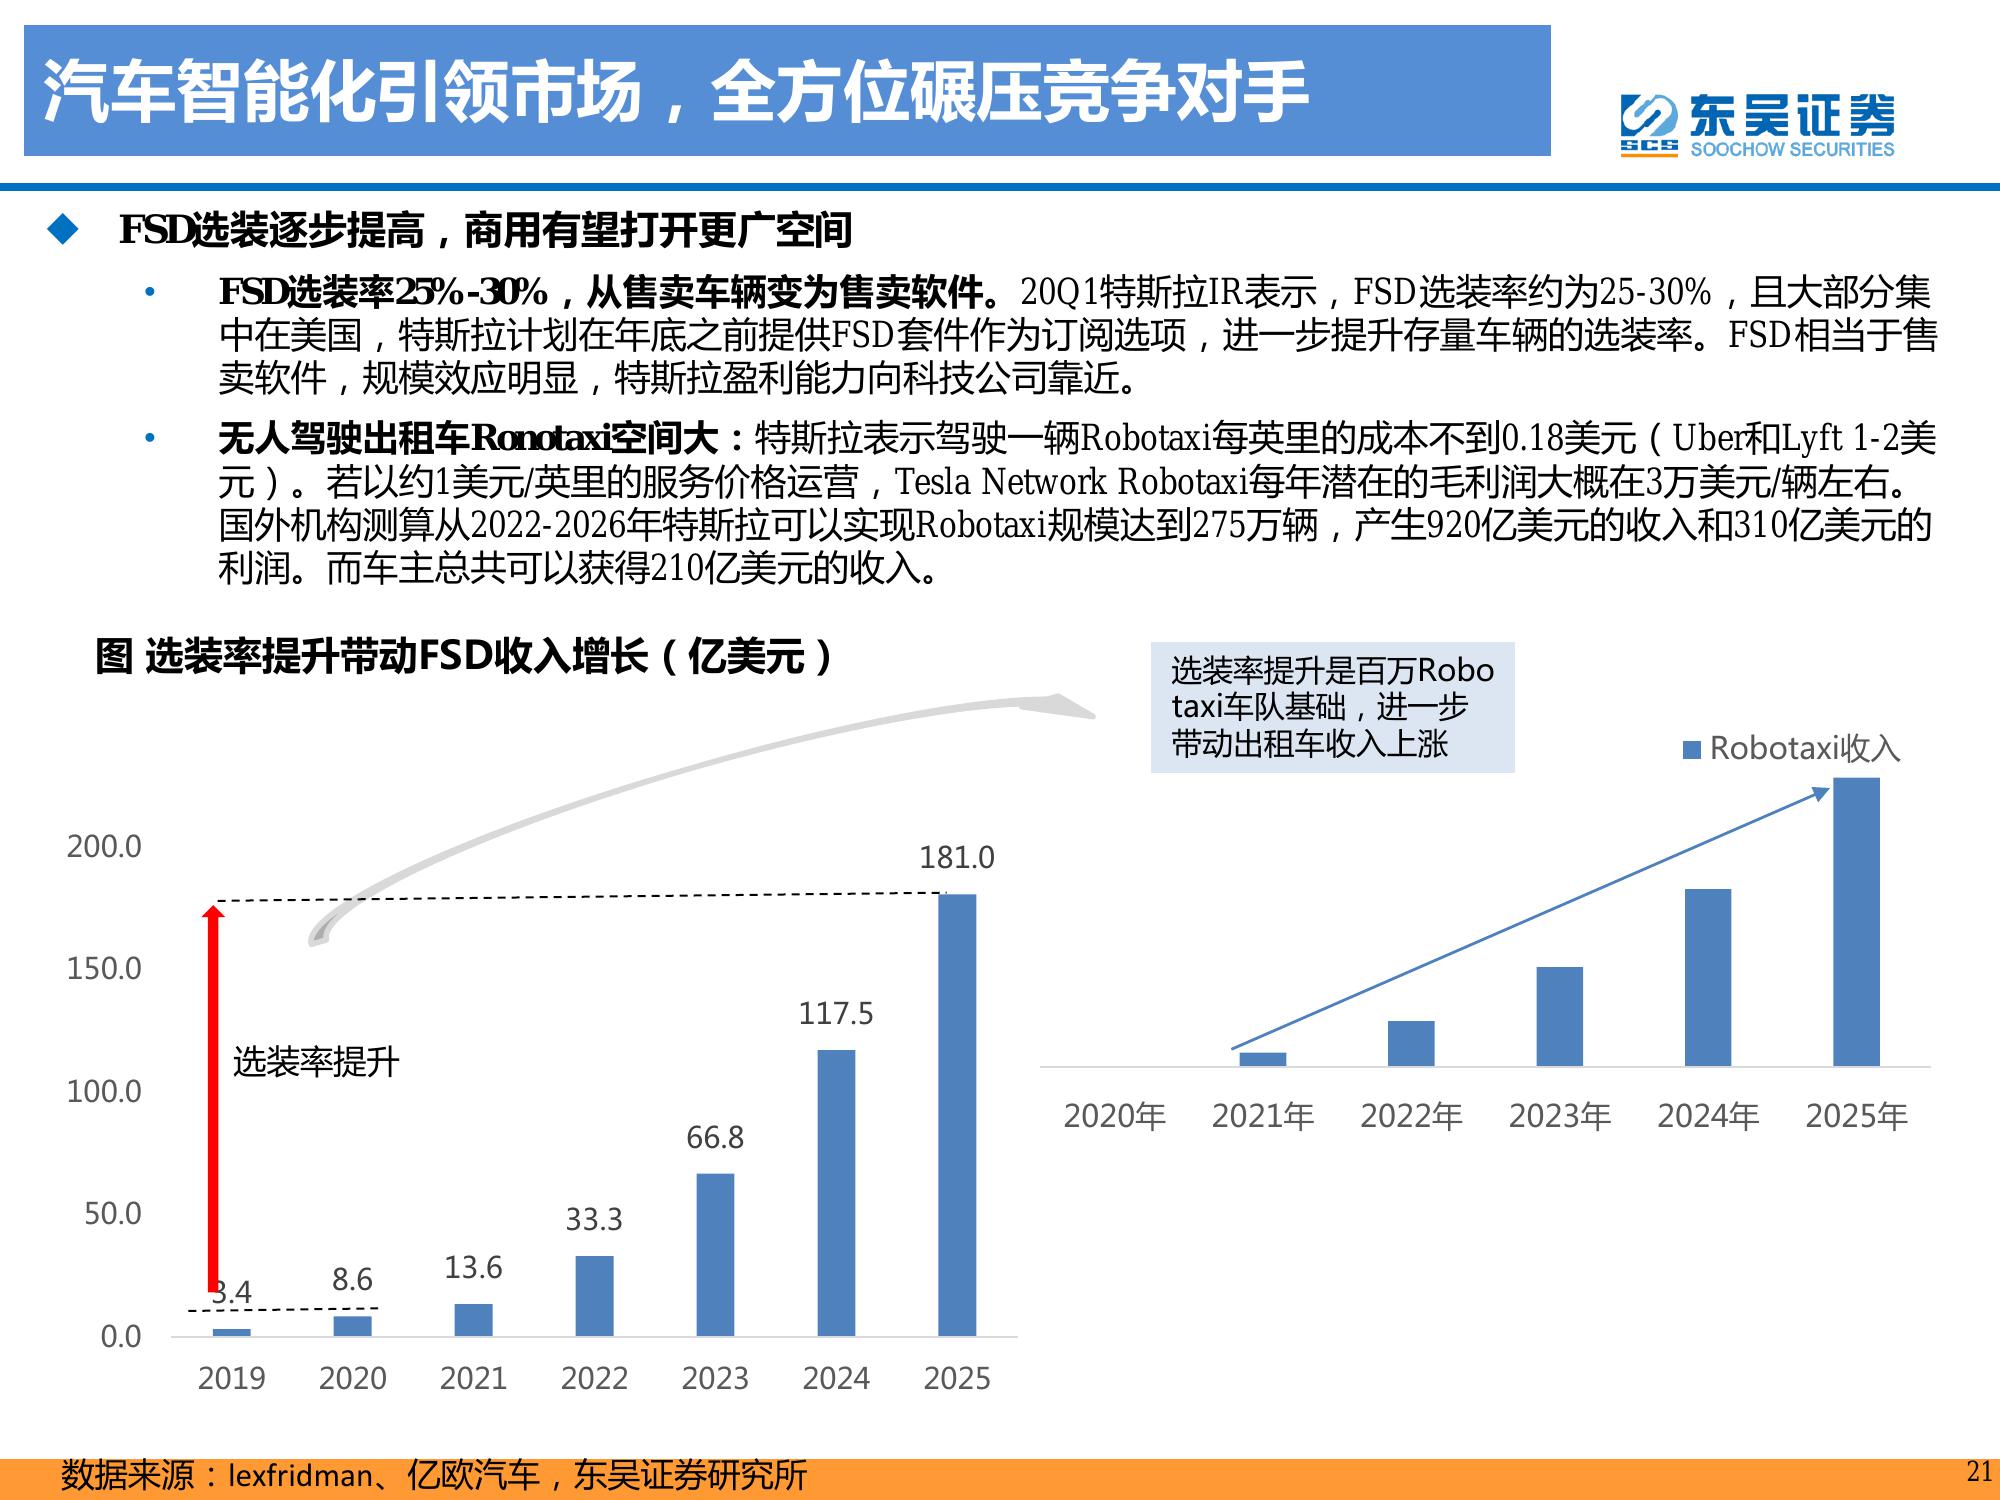 汽车智能化引领市场，全方位碾压竞争对手
东吴证券
SCS
SOOCHOW SECURITIES
◆ FSD选装逐步提高，商用有望打开更广空间
• FSD选装率25%-30%，从售卖车辆变为售卖软件。20Q1特斯拉IR表示，FSD选装率约为25-30%，且大部分集
中在美国，特斯拉计划在年底之前提供FSD套件作为订阅选项，进一步提升存量车辆的选装率。FSD相当于售
卖软件，规模效应明显，特斯拉盈利能力向科技公司靠近。
• 无人驾驶出租车Ronotaxi空间大：特斯拉表示驾驶一辆Robotaxi每英里的成本不到0.18美元（Uber和Lyft 1-2美
元）。若以约1美元/英里的服务价格运营，Tesla Network Robotaxi每年潜在的毛利润大概在3万美元/辆左右。
国外机构测算从2022-2026年特斯拉可以实现Robotaxi规模达到275万辆，产生920亿美元的收入和310亿美元的
利润。而车主总共可以获得210亿美元的收入。
图 选装率提升带动FSD收入增长（亿美元）
选装率提升是百万Robo
taxi车队基础，进一步
带动出租车收入上涨
Robotaxi收入
200.0
150.0
100.0
50.0
0.0
选装率提升
3.4
8.6
13.6
33.3
66.8
117.5
181.0
2019 2020 2021 2022 2023 2024 2025
2020年 2021年 2022年 2023年 2024年 2025年
数据来源：lexfridman、亿欧汽车，东吴证券研究所
21